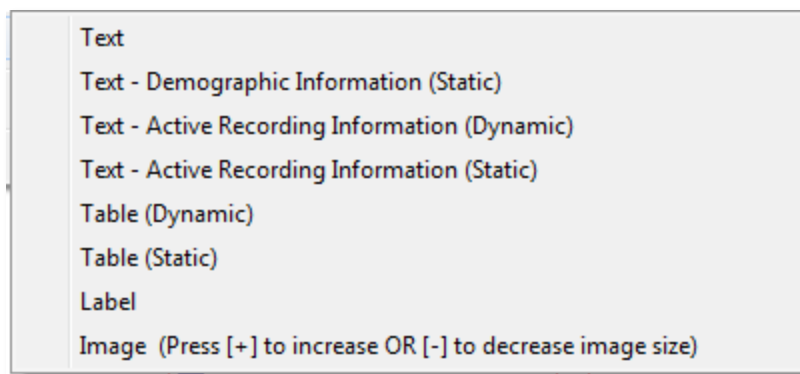 Text
Text - Demographic Information (Static)
Text - Active Recording Information (Dynamic)
Text - Active Recording Information (Static)
Table (Dynamic)
Table (Static)
Label
Image  (Press [+] to increase OR [-] to decrease image size)